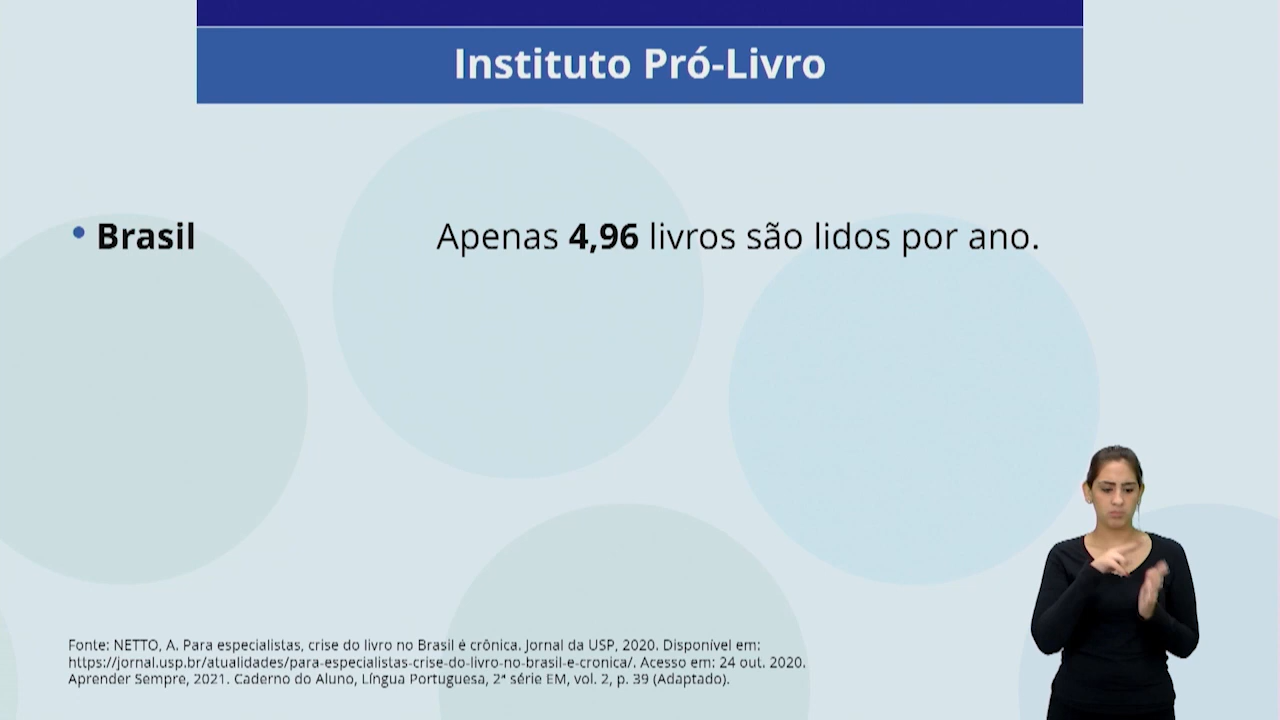 Instituto Pró-Livro
• Brasil Apenas 4,96 livros são lidos por ano.
Fonte: NETTO, A. Para especialistas, crise do livro no Brasil é crônica. Jornal da USP, 2020. Disponível em:
https://jornal.usp.br/atualidades/para-especialistas-crise-do-livro-no-brasil-e-cronica/. Acesso em: 24 out. 2020.
Aprender Sempre, 2021. Caderno do Aluno, Língua Portuguesa, 2ª série EM, vol. 2, p. 39 (Adaptado).